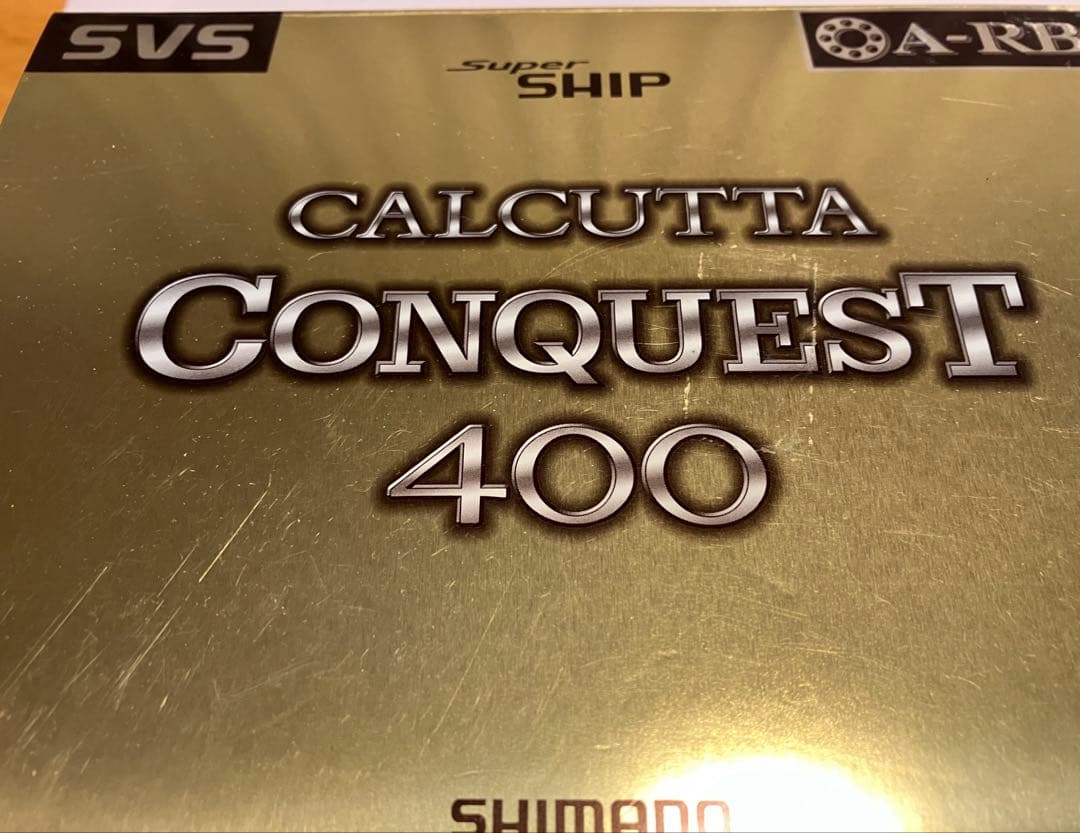 SVS
A-RB
Super
SHIP
CALCUTTA
CONQUEST
400
SHIMANO